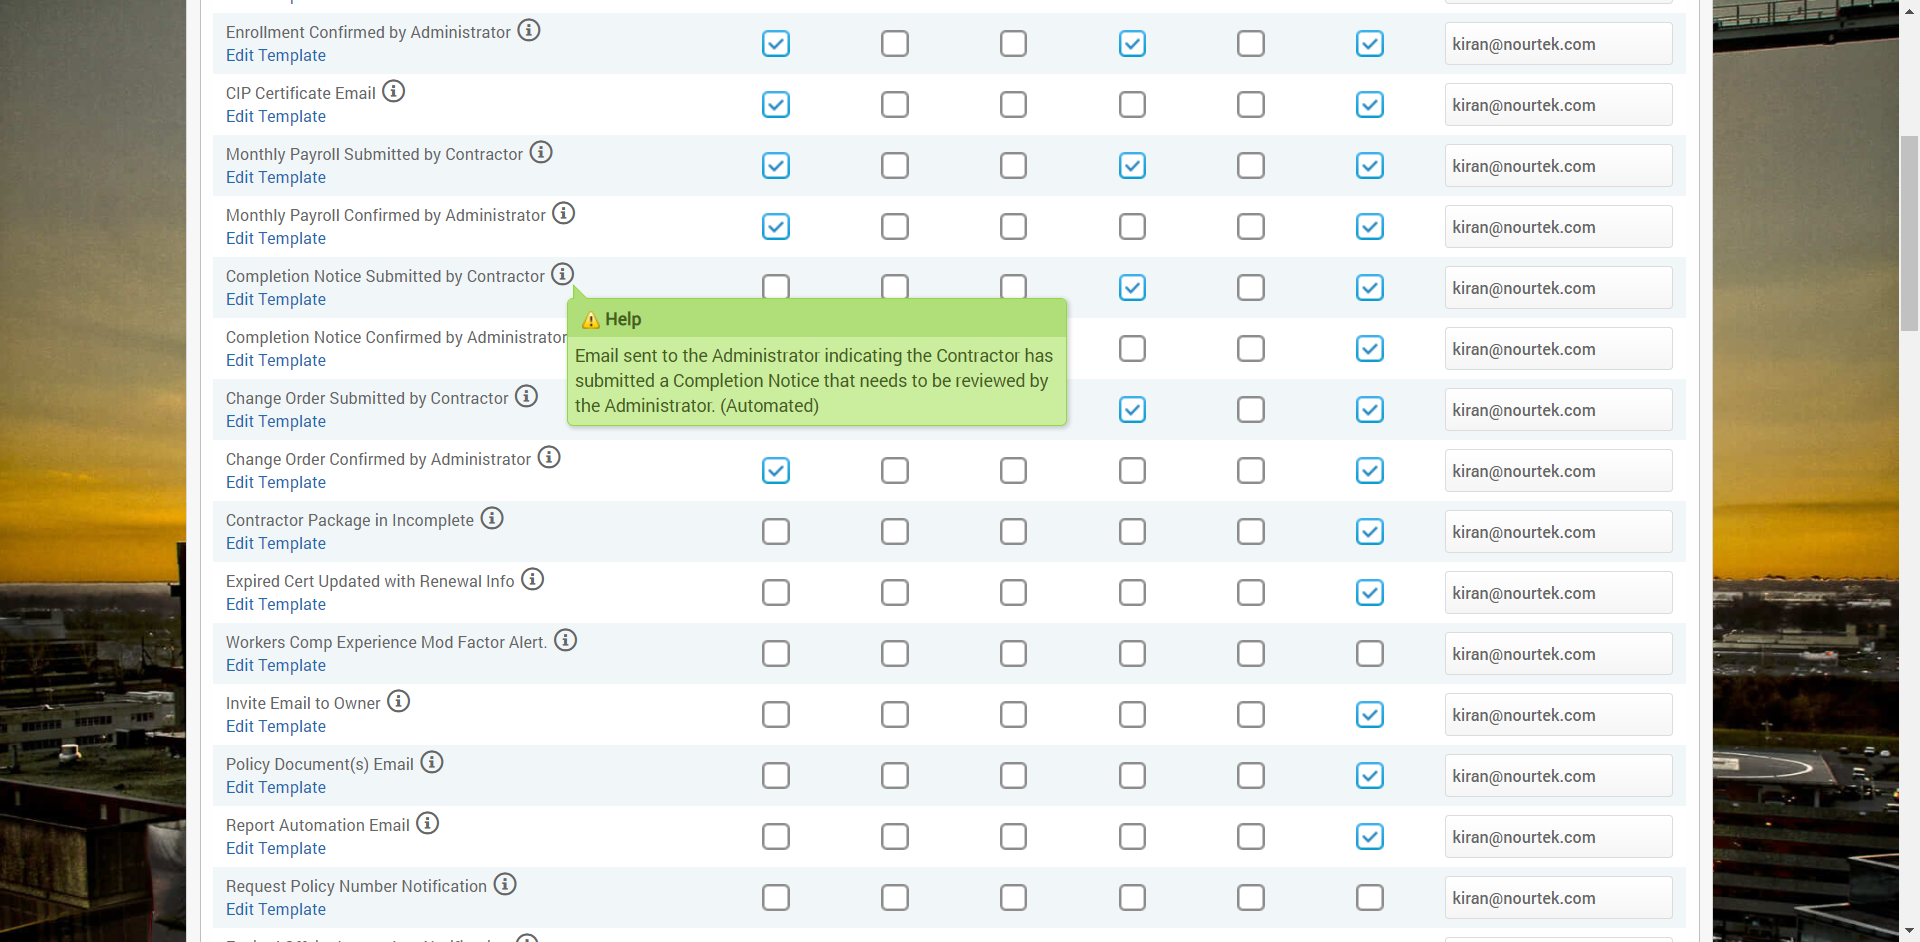 Enrollment Confirmed by Administrator
Edit Template
kiran@nourtek.com
CIP Certificate Email
Edit Template
kiran@nourtek.com
Monthly Payroll Submitted by Contractor
Edit Template
kiran@nourtek.com
Monthly Payroll Confirmed by Administrator
Edit Template
kiran@nourtek.com
Completion Notice Submitted by Contractor
Edit Template
kiran@nourtek.com
Help
Email sent to the Administrator indicating the Contractor has
submitted a Completion Notice that needs to be reviewed by
the Administrator. (Automated)
Completion Notice Confirmed by Administrator
Edit Template
kiran@nourtek.com
Change Order Submitted by Contractor
Edit Template
kiran@nourtek.com
Change Order Confirmed by Administrator
Edit Template
kiran@nourtek.com
Contractor Package in Incomplete
Edit Template
kiran@nourtek.com
Expired Cert Updated with Renewal Info
Edit Template
kiran@nourtek.com
Workers Comp Experience Mod Factor Alert.
Edit Template
kiran@nourtek.com
Invite Email to Owner
Edit Template
kiran@nourtek.com
Policy Document(s) Email
Edit Template
kiran@nourtek.com
Report Automation Email
Edit Template
kiran@nourtek.com
Request Policy Number Notification
Edit Template
kiran@nourtek.com